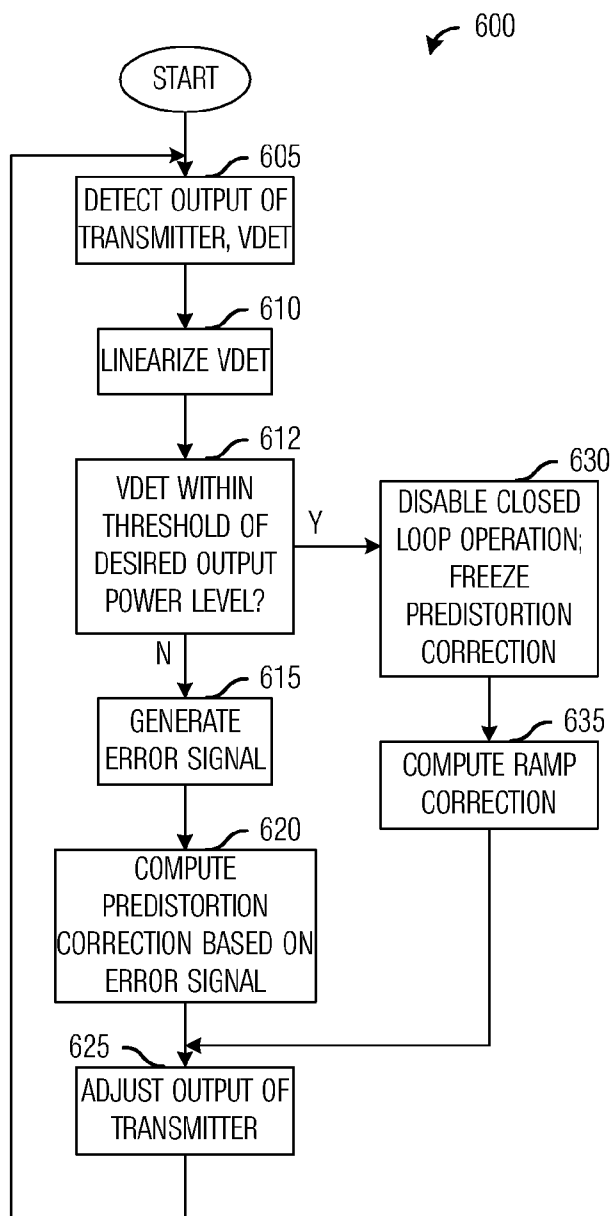 600
START
605
DETECT OUTPUT OF
TRANSMITTER, VDET
610
LINEARIZE VDET
612
VDET WITHIN
THRESHOLD OF
DESIRED OUTPUT
POWER LEVEL?
Y
N
630
DISABLE CLOSED
LOOP OPERATION;
FREEZE
PREDISTORTION
CORRECTION
615
GENERATE
ERROR SIGNAL
635
COMPUTE RAMP
CORRECTION
620
COMPUTE
PREDISTORTION
CORRECTION BASED ON
ERROR SIGNAL
625
ADJUST OUTPUT OF
TRANSMITTER